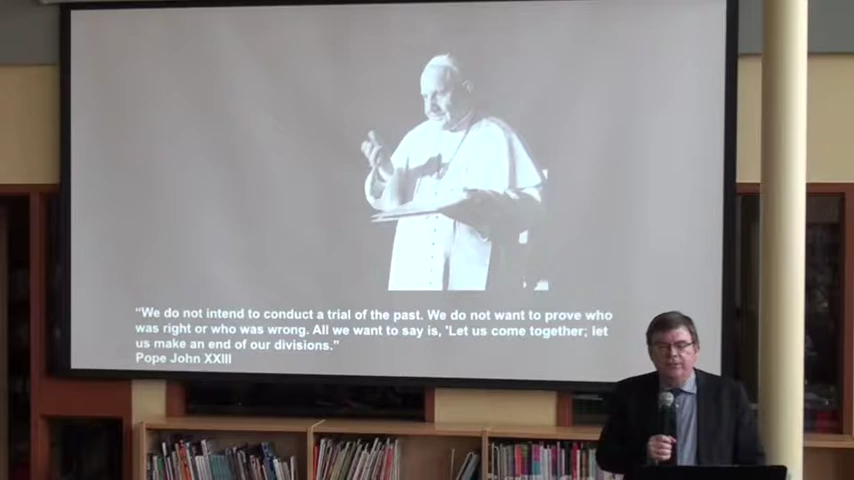 "We do not intend to conduct a trial of the past. We do not want to prove who
was right or who was wrong. All we want to say is, 'Let us come together; let
us make an end of our divisions."
Pope John XXIII